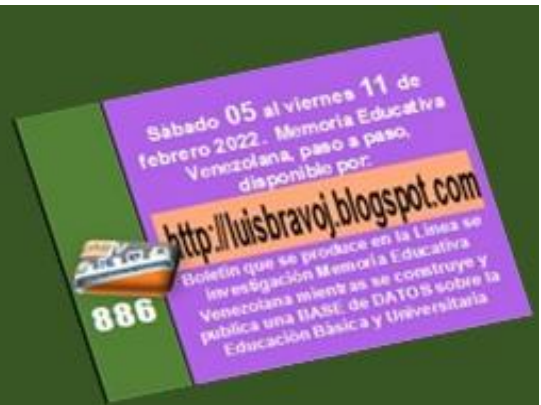 Sábado 05 al viernes 11 de
febrero 2022. Memoria Educativa
Venezolana, paso a paso,
disponible por:
http://luisbravoj.blogspot.com
Boletín que se produce en la Línea se
investigación Memoria Educativa
Venezolana mientras se construye y
publica una BASE de DATOS sobre la
Educación Básica y Universitaria
886